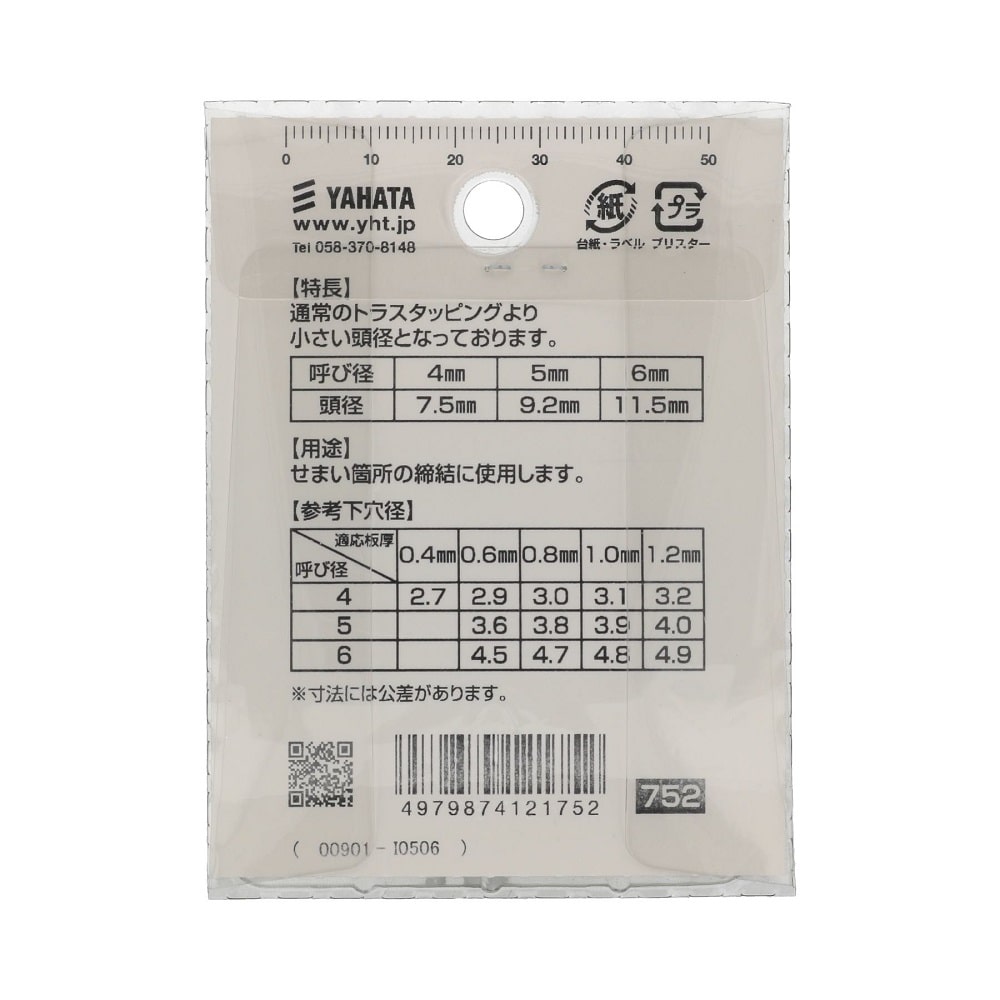 0 10 20 30 40 50
YAHATA
www.yht.jp
Tel 058-370-8148
紙 プラ
台紙・ラベル ブリスター
【特長】
通常のトラスタッピングより
小さい頭径となっております。
呼び径 4㎜ 5㎜ 6㎜
頭径 7.5㎜ 9.2㎜ 11.5㎜
【用途】
せまい箇所の締結に使用します。
【参考下穴径】
適応板厚 0.4㎜ 0.6㎜ 0.8㎜ 1.0㎜ 1.2㎜
呼び径
4 2.7 2.9 3.0 3.1 3.2
5 3.6 3.8 3.9 4.0
6 4.5 4.7 4.8 4.9
※寸法には公差があります。
4979874121752
752
( 00901-I0506 )